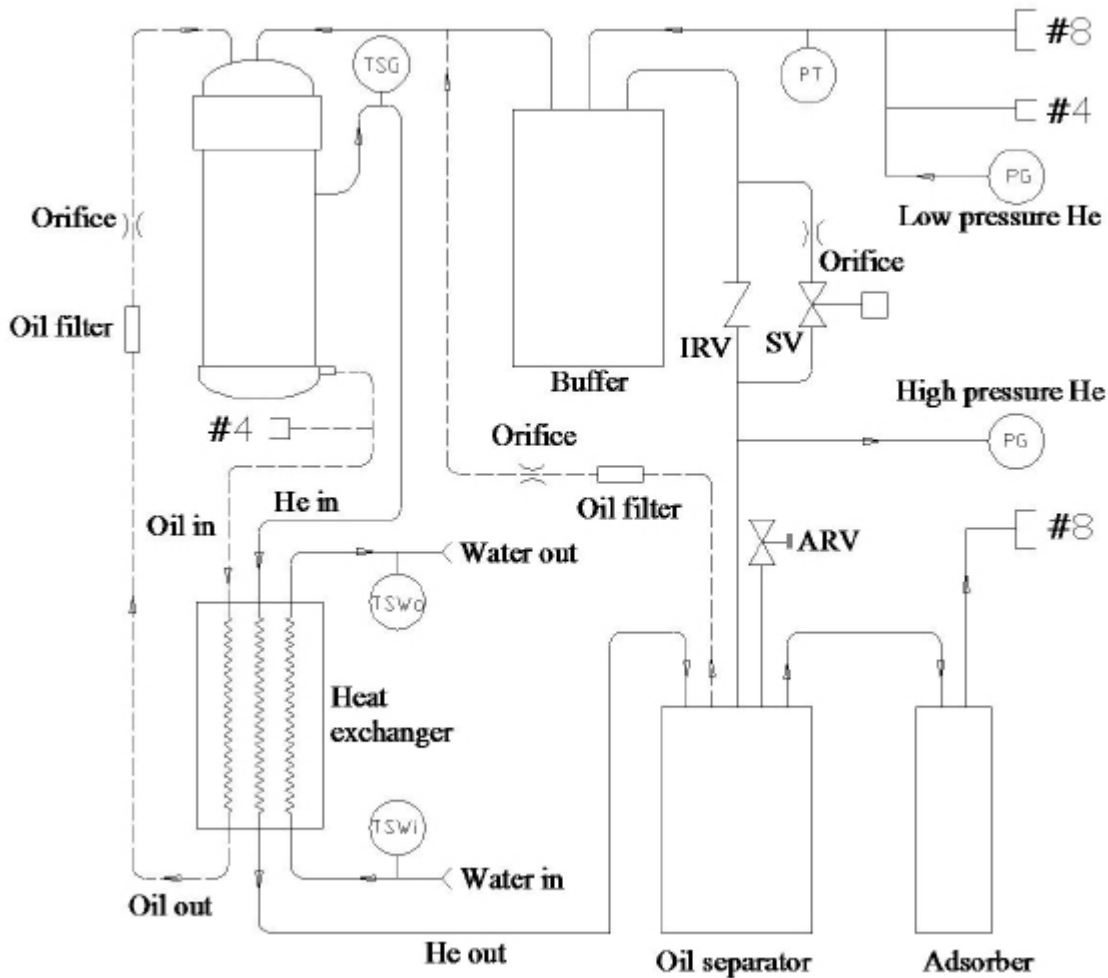 #8
TSG
PT
#4
PG
Low pressure He
Orifice
Orifice
Oil filter
IRV
SV
Buffer
High pressure He
#4
Orifice
PG
He in
Oil filter
Oil in
#8
Water out
ARV
TSWo
Heat
exchanger
TSWi
Water in
Oil out
He out
Oil separator
Adsorber